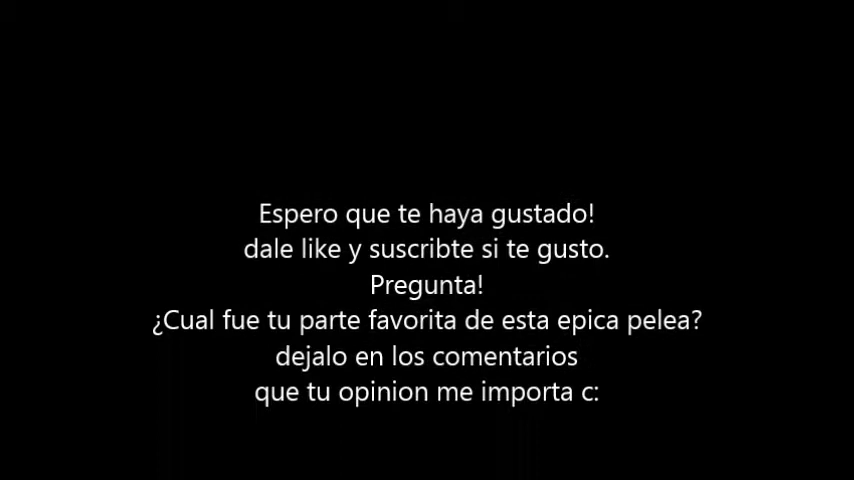 Espero que te haya gustado!
dale like y suscribte si te gusto.
Pregunta!
¿Cual fue tu parte favorita de esta epica pelea?
dejalo en los comentarios
que tu opinion me importa c: